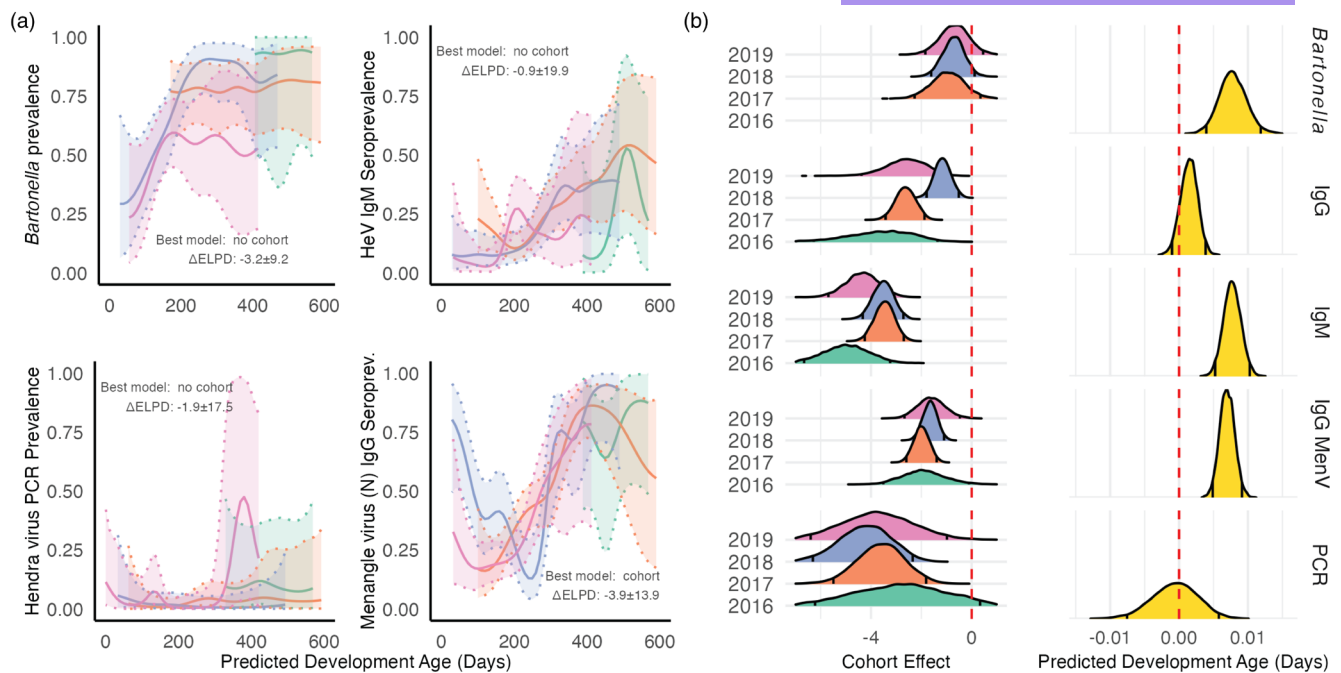 (a)
Bartonella prevalence
1.00
0.75
0.50
0.25
0.00
Best model: no cohort
ΔELPD: -3.2±9.2
0
200
400
600
HeV IgM Seroprevalence
1.00
0.75
0.50
0.25
0.00
Best model: no cohort
ΔELPD: -0.9±19.9
0
200
400
600
Hendra virus PCR Prevalence
1.00
0.75
0.50
0.25
0.00
Best model: no cohort
ΔELPD: -1.9±17.5
0
200
400
600
Menangle virus (N) IgG Seroprev.
1.00
0.75
0.50
0.25
0.00
Best model: cohort
ΔELPD: -3.9±13.9
0
200
400
600
Predicted Development Age (Days)
(b)
2019
2018
2017
2016
Bartonella
2019
2018
2017
2016
IgG
2019
2018
2017
2016
IgM
2019
2018
2017
2016
IgG MenV
2019
2018
2017
2016
PCR
-4
0
Cohort Effect
-0.01
0.00
0.01
Predicted Development Age (Days)